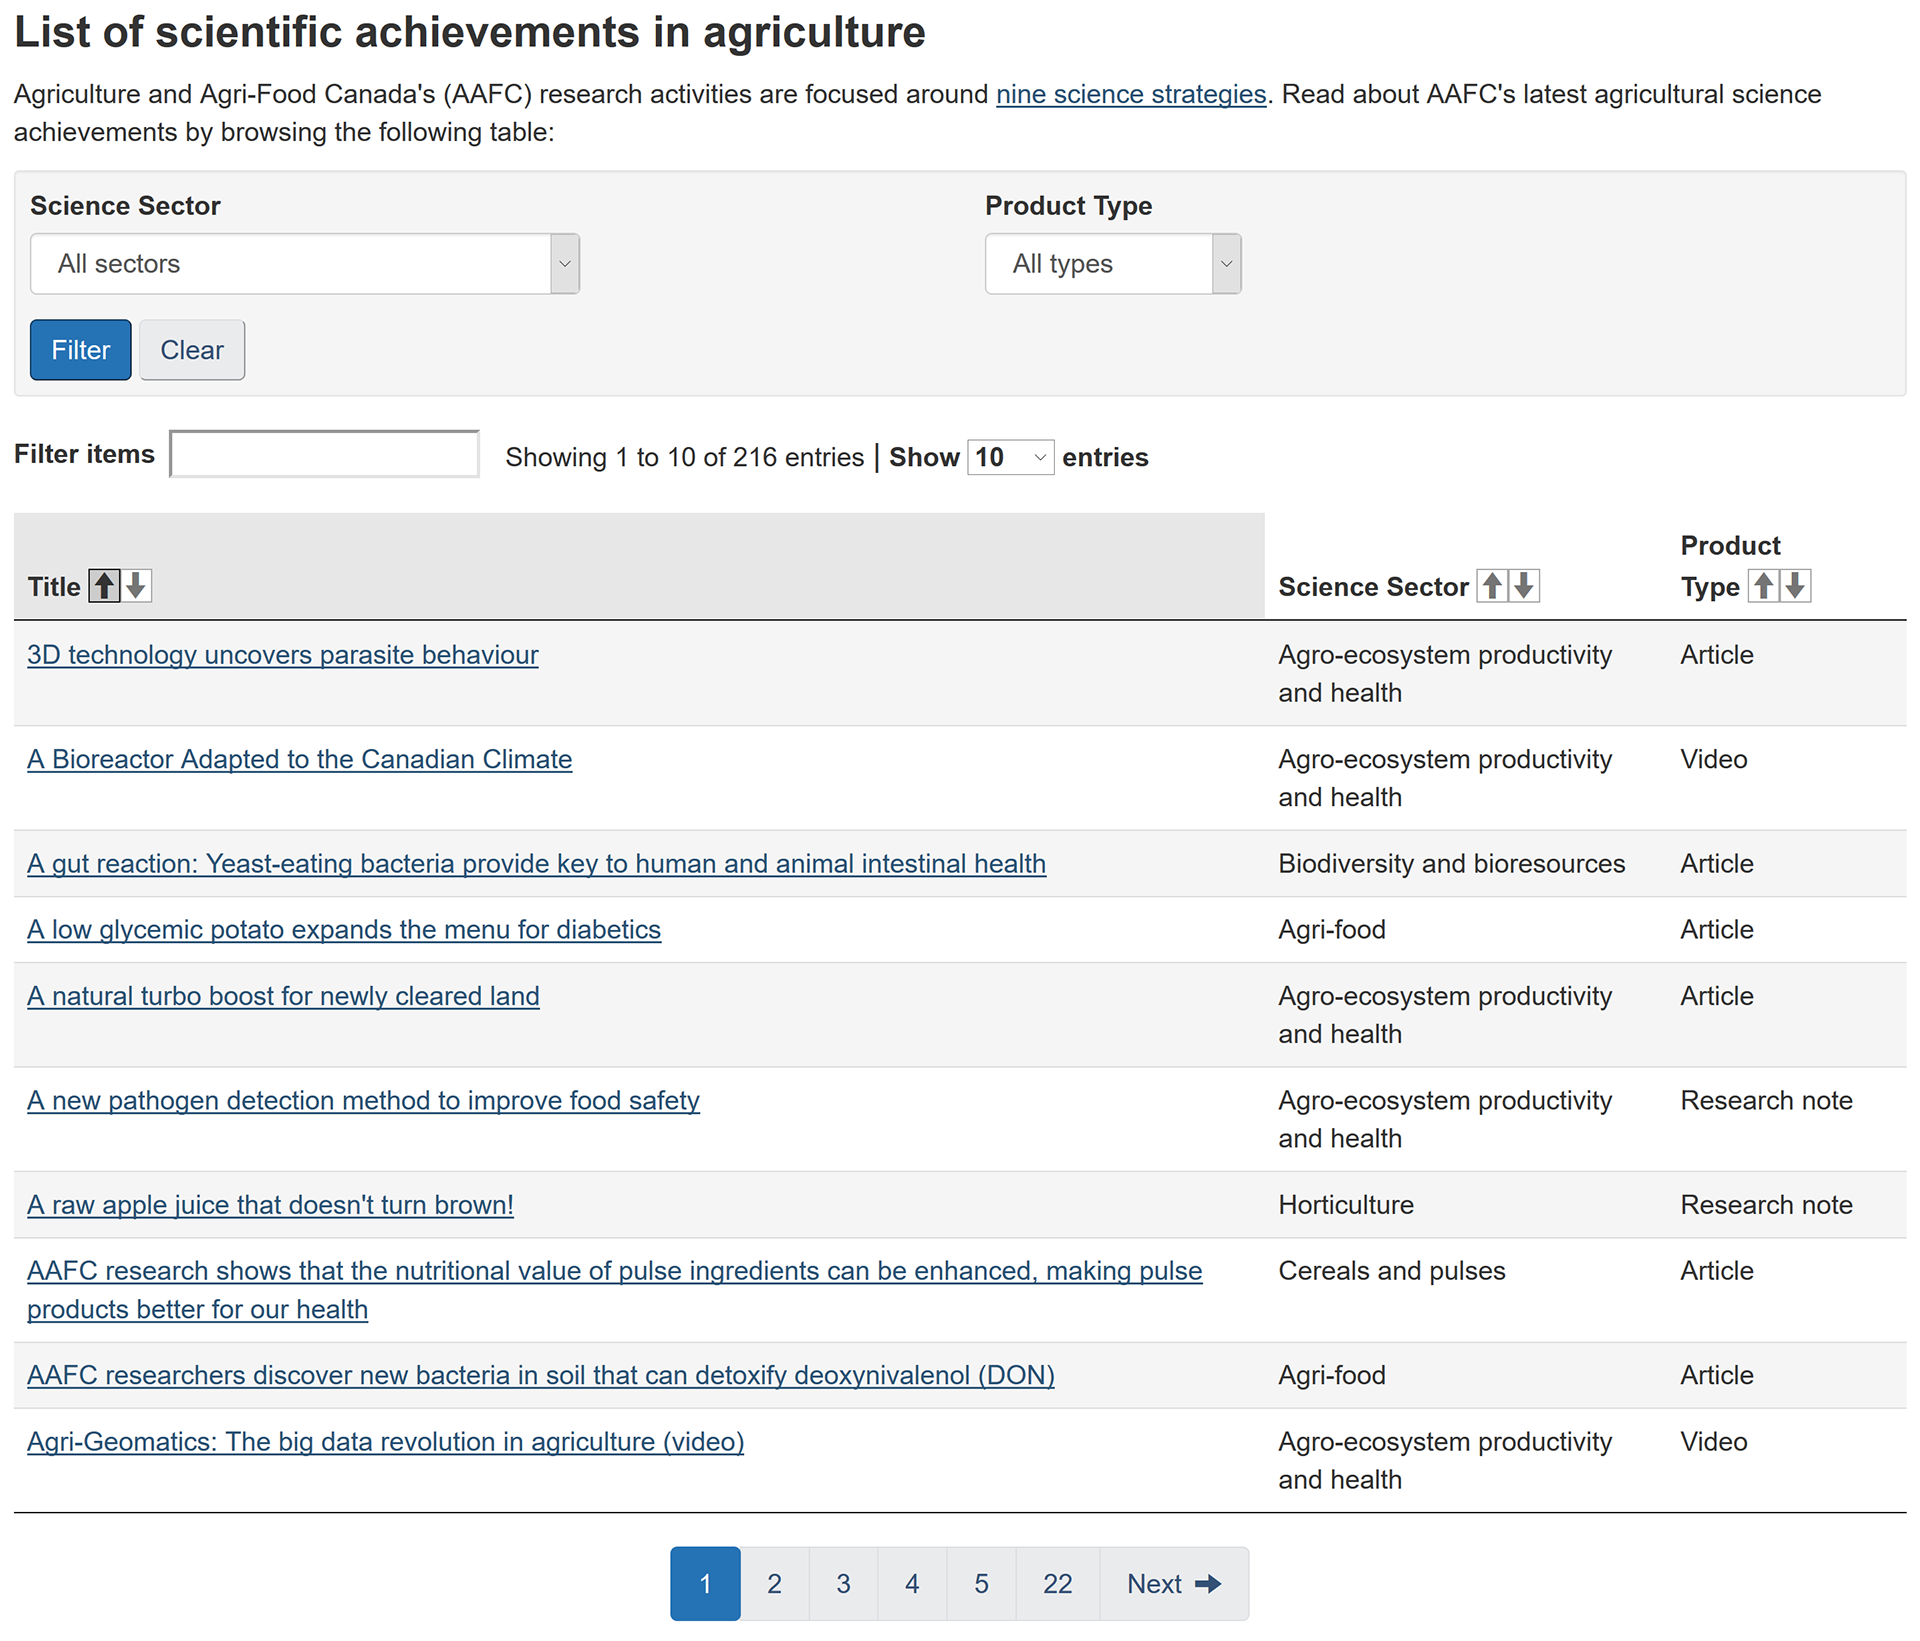 List of scientific achievements in agriculture
Agriculture and Agri-Food Canada's (AAFC) research activities are focused around nine science strategies. Read about AAFC's latest agricultural science
achievements by browsing the following table:
Science Sector
Product Type
All sectors
All types
Filter Clear
Filter items Showing 1 to 10 of 216 entries | Show 10 entries
Title Science Sector Product
Type
3D technology uncovers parasite behaviour Agro-ecosystem productivity Article
and health
A Bioreactor Adapted to the Canadian Climate Agro-ecosystem productivity Video
and health
A gut reaction: Yeast-eating bacteria provide key to human and animal intestinal health Biodiversity and bioresources Article
A low glycemic potato expands the menu for diabetics Agri-food Article
A natural turbo boost for newly cleared land Agro-ecosystem productivity Article
and health
A new pathogen detection method to improve food safety Agro-ecosystem productivity Research note
and health
A raw apple juice that doesn't turn brown! Horticulture Research note
AAFC research shows that the nutritional value of pulse ingredients can be enhanced, making pulse Cereals and pulses Article
products better for our health
AAFC researchers discover new bacteria in soil that can detoxify deoxynivalenol (DON) Agri-food Article
Agri-Geomatics: The big data revolution in agriculture (video) Agro-ecosystem productivity Video
and health
1 2 3 4 5 22 Next